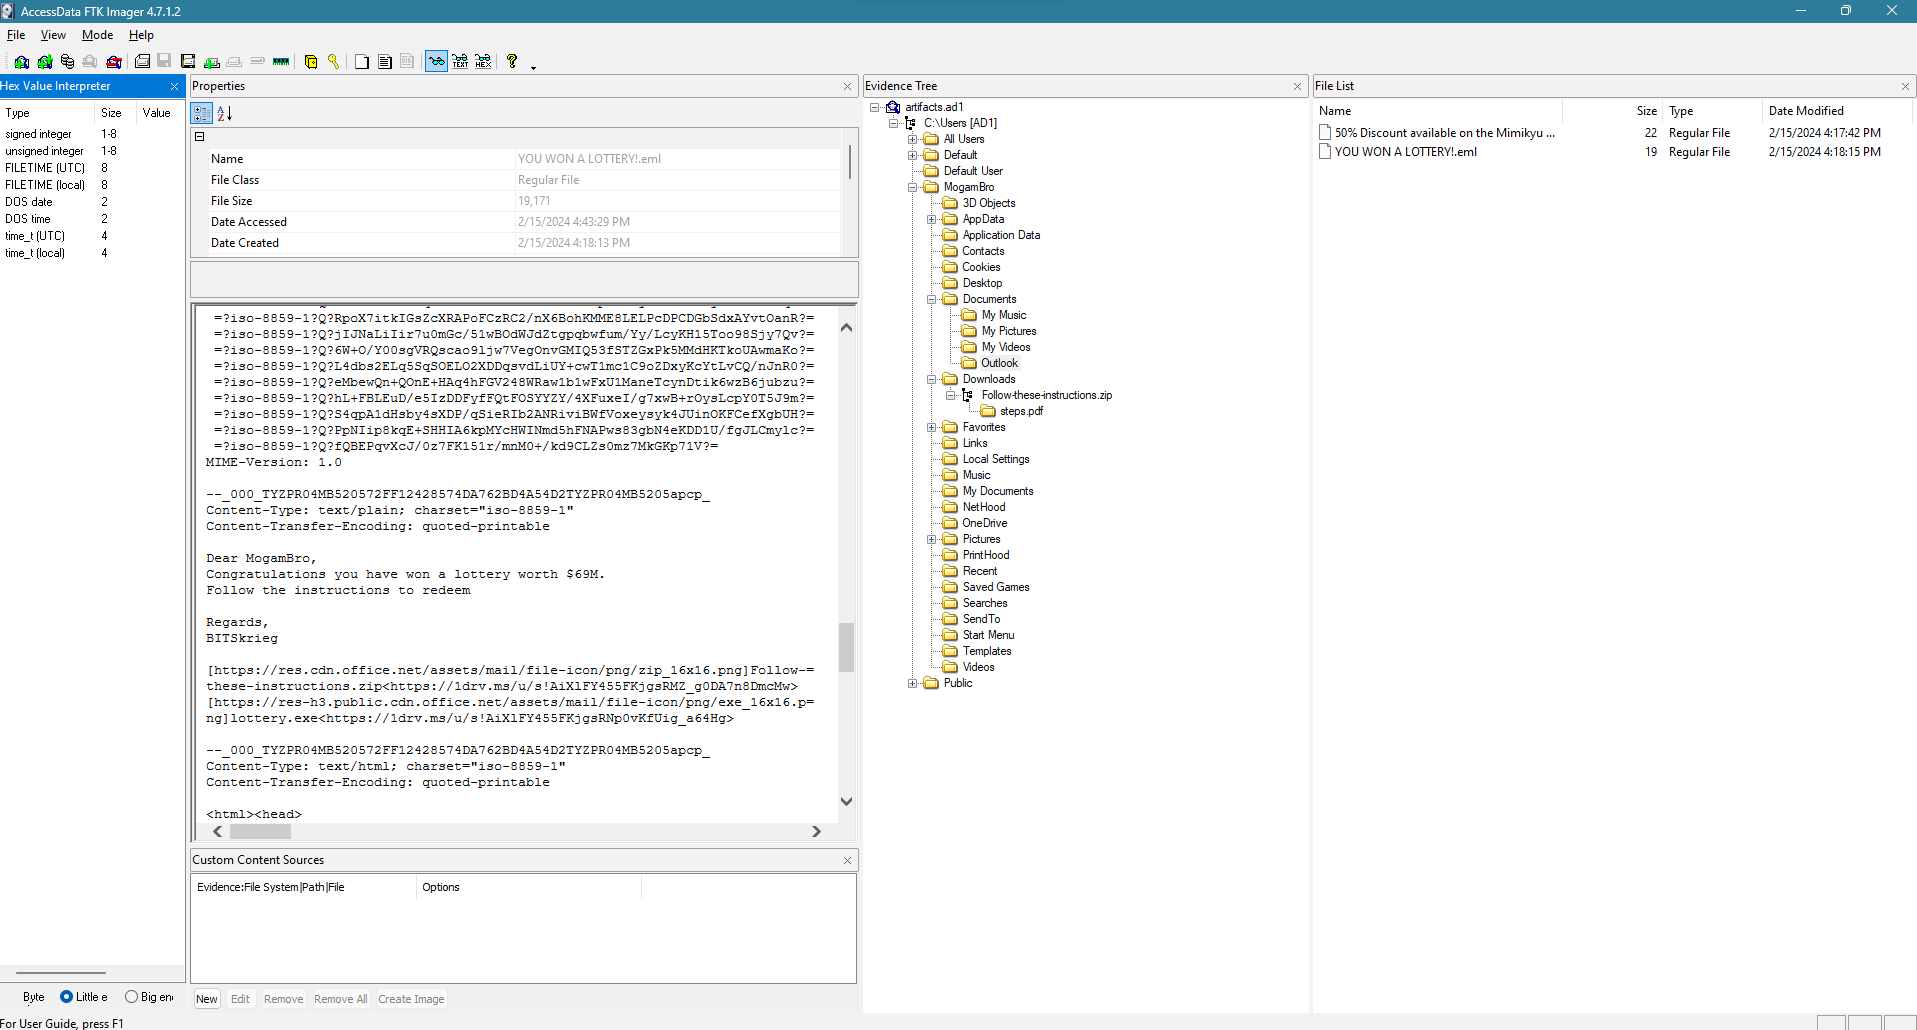 AccessData FTK Imager 4.7.1.2
File View Mode Help
Hex Value Interpreter
Type Size Value
signed integer 1-8
unsigned integer 1-8
FILETIME (UTC) 8
FILETIME (local) 8
DOS date 2
DOS time 2
time_t (UTC) 4
time_t (local) 4
Byte Little e Big en
Properties
Name YOU WON A LOTTERY!.eml
File Class Regular File
File Size 19,171
Date Accessed 2/15/2024 4:43:29 PM
Date Created 2/15/2024 4:18:13 PM
=?iso-8859-1?Q?RpoX7itkIGsZcXRAPoFCzRC2/nX6BohKMME8LELPcDPCDGbSdxAYvtOanR?=
=?iso-8859-1?Q?jIJNaLiIir7u0mGc/51wBOdWJdZtgpqbwfum/Yy/LcyKH15Too98Sjy7Qv?=
=?iso-8859-1?Q?6W+O/Y00sgVRQscao9ljw7VegOnvGMIQ53fSTZGxPk5MMdHKTkoUAwmaKo?=
=?iso-8859-1?Q?L4dbs2ELq5SqSOELO2XDDqsvdLiUY+cwT1mc1C9oZDxyKcYtLvCQ/nJnR0?=
=?iso-8859-1?Q?eMbewQn+QOnE+HAq4hFGV248WRaw1b1wFxU1ManeTcynDtik6wzB6jubzu?=
=?iso-8859-1?Q?hL+FBLEuD/e5IzDDFyfFQtFOSYYZY/4XFuxeI/g7xwB+rOysLcpY0T5J9m?=
=?iso-8859-1?Q?S4qpA1dHsby4sXDP/qSieRIb2ANRiviBWfVoxeysyk4JUinOKFCefXgbUH?=
=?iso-8859-1?Q?PpNIip8kqE+SHHIA6kpMYcHWINmd5hFNAPws83gbN4eKDD1U/fgJLCmylc?=
=?iso-8859-1?Q?fQBEPqvXcJ/0z7FK151r/mnM0+/kd9CLZs0mz7MkGKp71V?=
MIME-Version: 1.0
--_000_TYZPR04MB520572FF12428574DA762BD4A54D2TYZPR04MB5205apcp_
Content-Type: text/plain; charset="iso-8859-1"
Content-Transfer-Encoding: quoted-printable
Dear MogamBro,
Congratulations you have won a lottery worth $69M.
Follow the instructions to redeem
Regards,
BITSkrieg
[https://res.cdn.office.net/assets/mail/file-icon/png/zip_16x16.png]Follow-=
these-instructions.zip<https://1drv.ms/u/s!AiXlFY455FKjgsRMZ_g0DA7n8DmcMw>
[https://res-h3.public.cdn.office.net/assets/mail/file-icon/png/exe_16x16.p=
ng]lottery.exe<https://1drv.ms/u/s!AiXlFY455FKjgsRNp0vKfUig_a64Hg>
--_000_TYZPR04MB520572FF12428574DA762BD4A54D2TYZPR04MB5205apcp_
Content-Type: text/html; charset="iso-8859-1"
Content-Transfer-Encoding: quoted-printable
<html><head>
Custom Content Sources
Evidence:File System|Path|File Options
New Edit Remove Remove All Create Image
Evidence Tree
artifacts.ad1
C:\Users [AD1]
All Users
Default
Default User
MogamBro
3D Objects
AppData
Application Data
Contacts
Cookies
Desktop
Documents
My Music
My Pictures
My Videos
Outlook
Downloads
Follow-these-instructions.zip
steps.pdf
Favorites
Links
Local Settings
Music
My Documents
NetHood
OneDrive
Pictures
PrintHood
Recent
Saved Games
Searches
SendTo
Start Menu
Templates
Videos
Public
File List
Name Size Type Date Modified
50% Discount available on the Mimikyu ... 22 Regular File 2/15/2024 4:17:42 PM
YOU WON A LOTTERY!.eml 19 Regular File 2/15/2024 4:18:15 PM
For User Guide, press F1